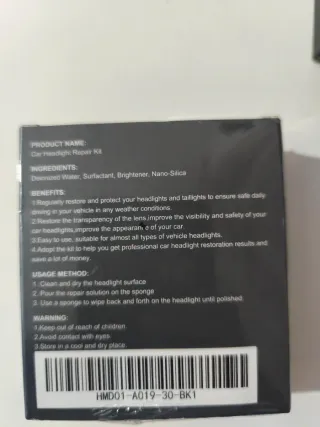 PRODUCT NAME:
Car Headlight Repair Kit
INGREDIENTS:
Deionized Water, Surfactant, Brightener, Nano-Silica
BENEFITS:
1.Regularly restore and protect your headlights and taillights to ensure safe daily
driving in your vehicle in any weather conditions.
2.Restore the transparency of the lens,improve the visibility and safety of your
car headlights,improve the appearance of your car.
3.Easy to use, suitable for almost all types of vehicle headlights.
4.Adopt the kit to help you get professional car headlight restoration results and
save a lot of money.
USAGE METHOD:
1 .Clean and dry the headlight surface
2 .Pour the repair solution on the sponge
3. Use a sponge to wipe back and forth on the headlight until polished.
WARNING:
1.Keep out of reach of children
2.Avoid contact with eyes
3.Store in a cool and dry place
HMD01-A019-30-BK1